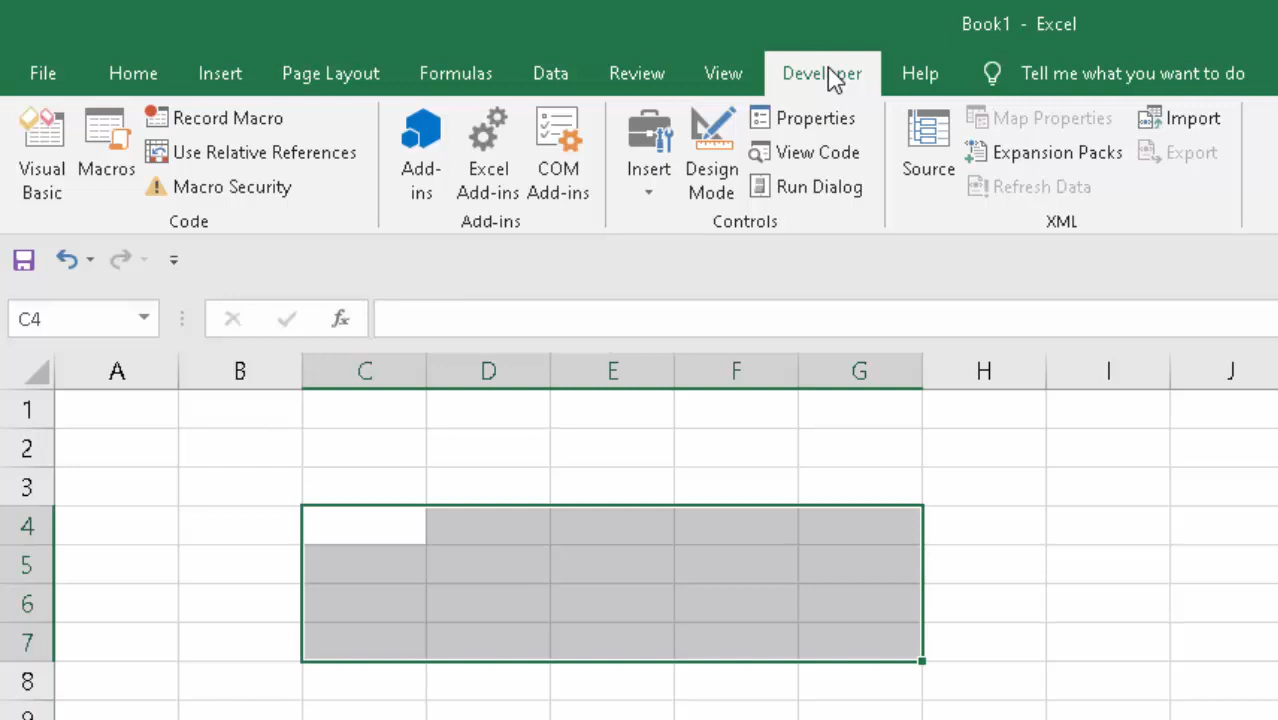 Book1 - Excel
File Home Insert Page Layout Formulas Data Review View Developer Help Tell me what you want to do
Visual Basic
Macros
Record Macro
Use Relative References
Macro Security
Code
Add-ins
Excel Add-ins
COM Add-ins
Add-ins
Insert
Design Mode
Properties
View Code
Run Dialog
Controls
Source
Map Properties
Expansion Packs
Refresh Data
Import
Export
XML
C4
fx
A B C D E F G H I J
1
2
3
4
5
6
7
8
9